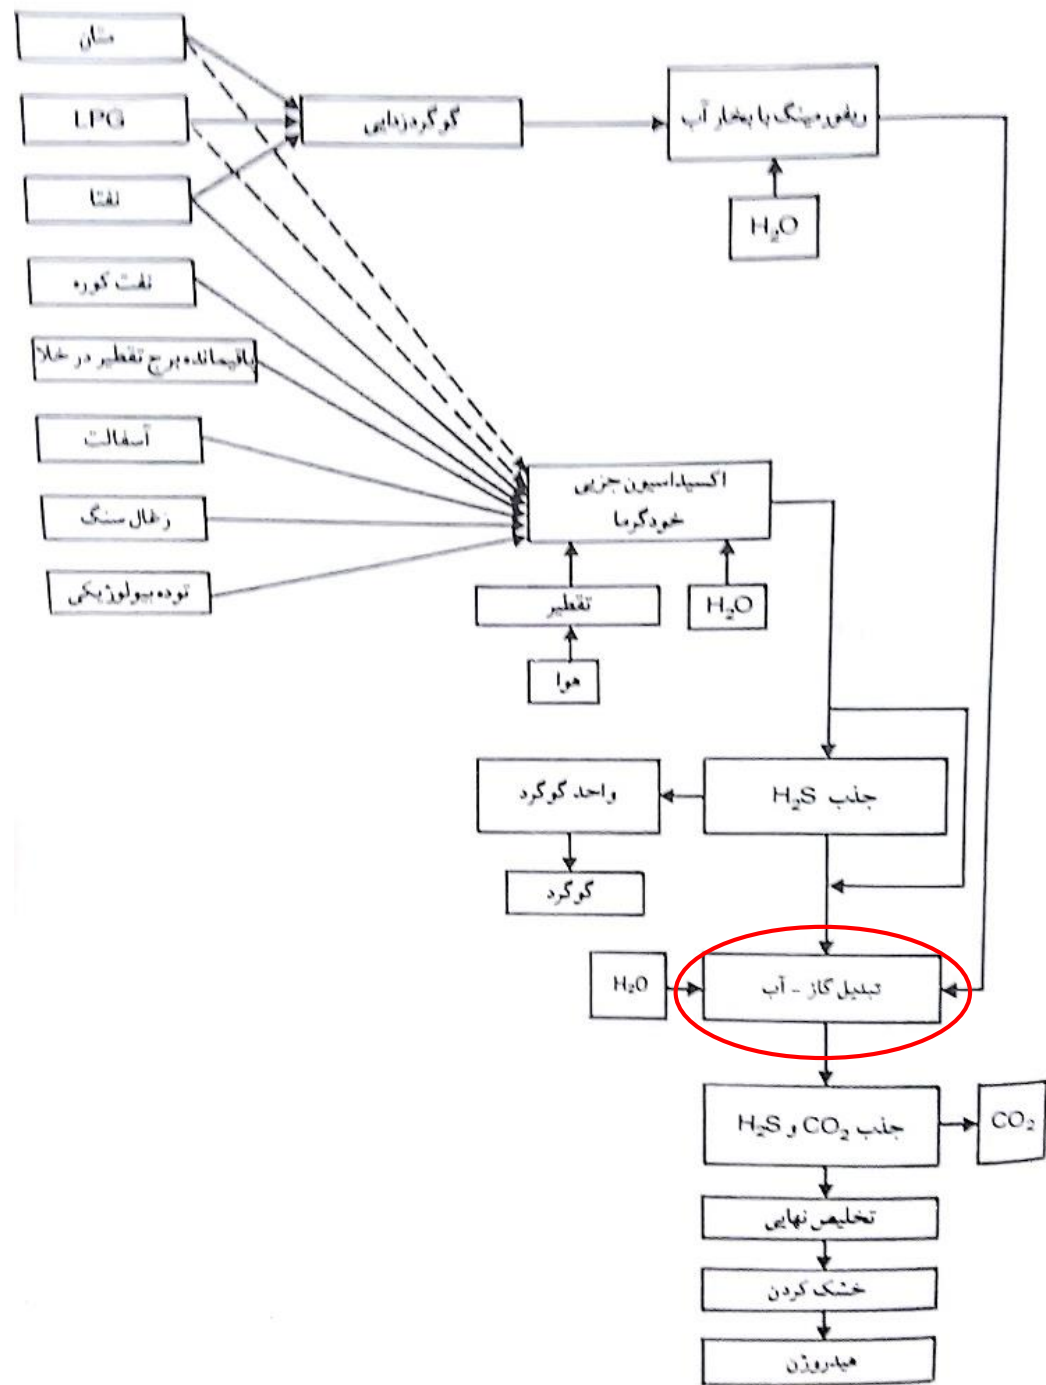 متان
LPG
گوگردزدایی
ریفورمینگ با بخار آب
نفتا
H₂O
نفت کوره
باقیمانده برج تقطیر در خلا
آسفالت
اکسیداسیون جزیی
خودگرما
زغال سنگ
توده بیولوژیکی
تقطیر
H₂O
هوا
واحد گوگرد
جذب H₂S
گوگرد
H₂O
تبدیل گاز - آب
جذب CO₂ و H₂S
CO₂
تخلیص نهایی
خشک کردن
هیدروژن